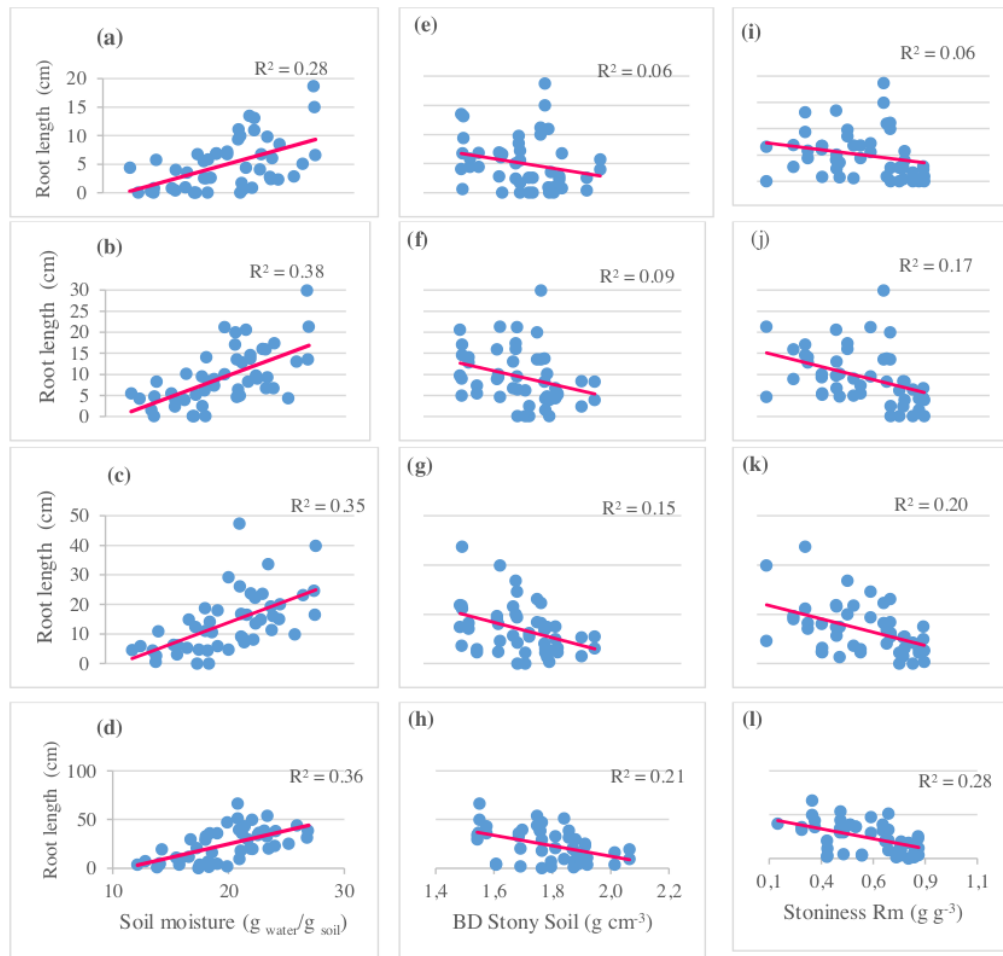 (a)
R² = 0.28
Root length (cm)
20
15
10
5
0
(e)
R² = 0.06
(i)
R² = 0.06
(b)
R² = 0.38
Root length (cm)
30
25
20
15
10
5
0
(f)
R² = 0.09
(j)
R² = 0.17
(c)
R² = 0.35
Root length (cm)
50
40
30
20
10
0
(g)
R² = 0.15
(k)
R² = 0.20
(d)
R² = 0.36
Root length (cm)
100
50
0
10 20 30
Soil moisture (g water/g soil)
(h)
R² = 0.21
1,4 1,6 1,8 2,0 2,2
BD Stony Soil (g cm⁻³)
(l)
R² = 0.28
0,1 0,4 0,6 0,9 1,1
Stoniness Rm (g g⁻³)